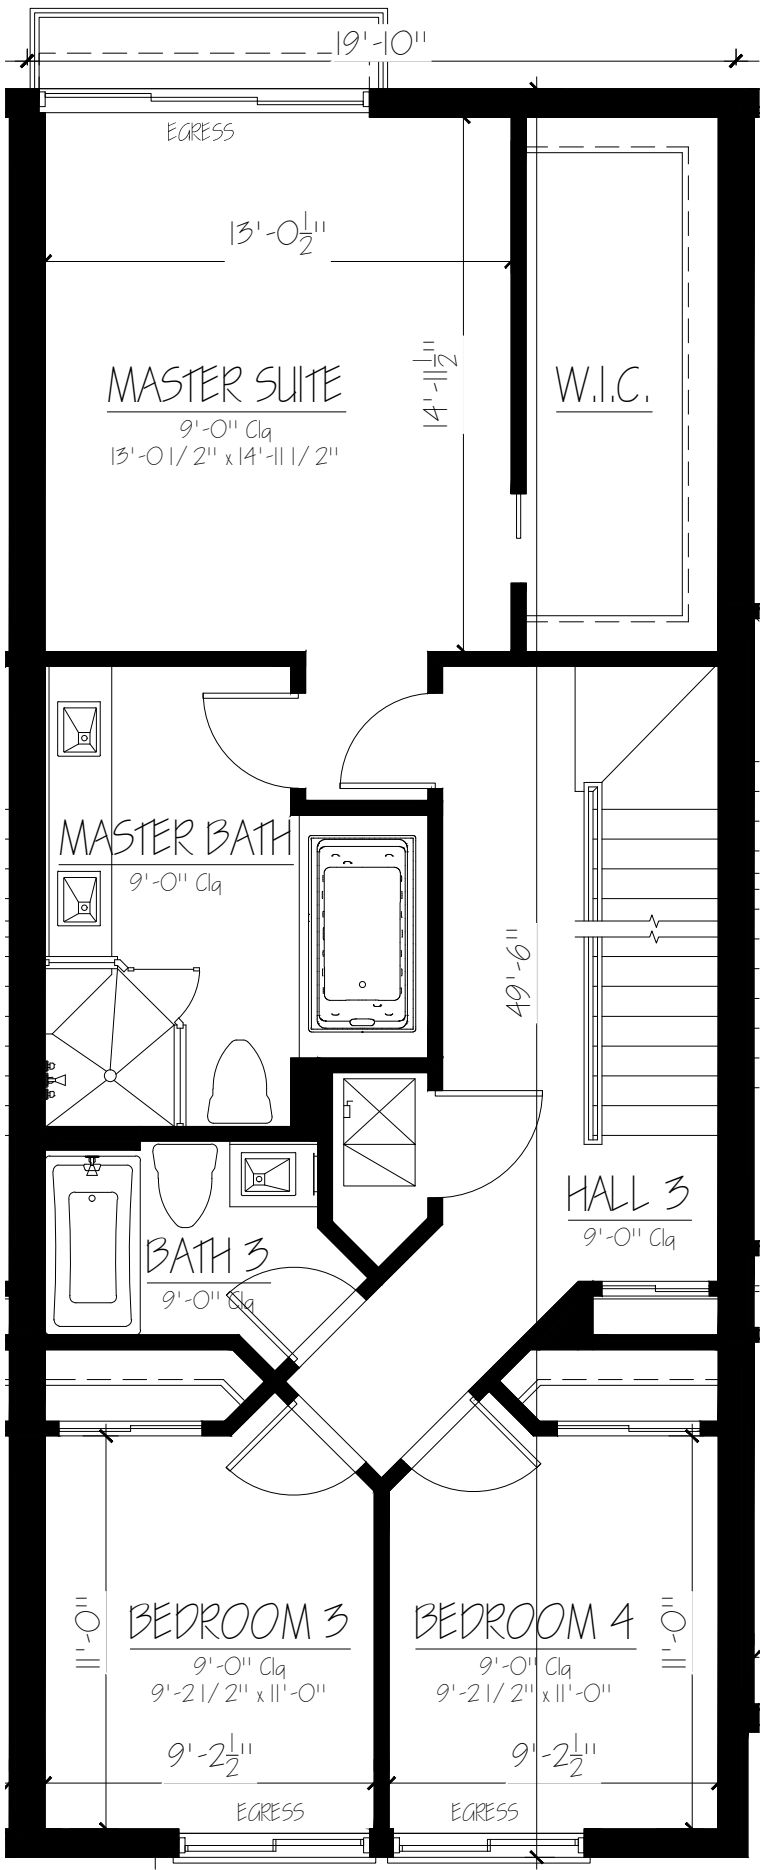 19'-10"
EGRESS
13'-0 1/2"
14'-11 1/2"
MASTER SUITE
9'-0" Clg
13'-0 1/2" x 14'-11 1/2"
W.I.C.
MASTER BATH
9'-0" Clg
49'-6"
HALL 3
9'-0" Clg
BATH 3
9'-0" Clg
11'-0"
BEDROOM 3
9'-0" Clg
9'-2 1/2" x 11'-0"
BEDROOM 4
9'-0" Clg
9'-2 1/2" x 11'-0"
11'-0"
9'-2 1/2"
9'-2 1/2"
EGRESS
EGRESS